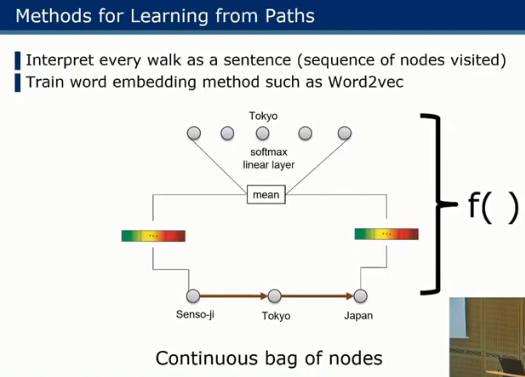 Methods for Learning from Paths
Interpret every walk as a sentence (sequence of nodes visited)
Train word embedding method such as Word2vec
Tokyo
softmax
linear layer
mean
f( )
Senso-ji
Tokyo
Japan
Continuous bag of nodes